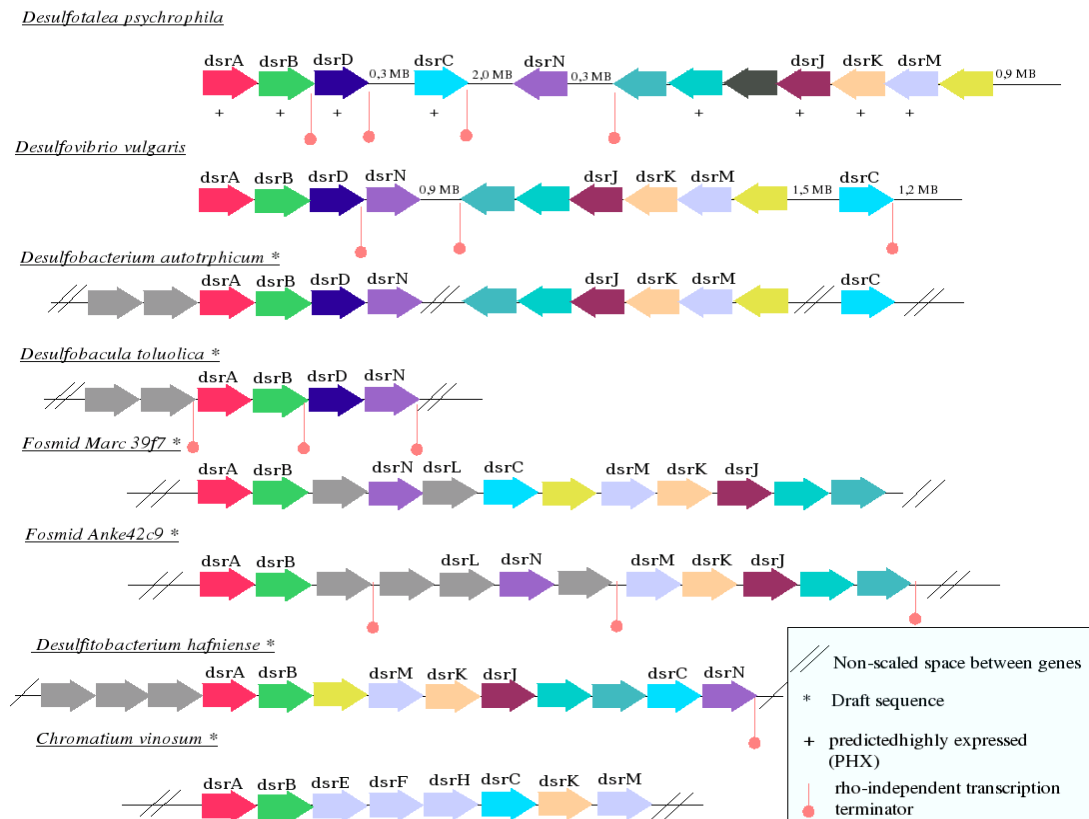 Desulfotalea psychrophila
dsrA dsrB dsrD dsrC dsrN dsrJ dsrK dsrM
0,3 MB 2,0 MB 0,3 MB 0,9 MB
+ + + + + + + +
Desulfovibrio vulgaris
dsrA dsrB dsrD dsrN dsrJ dsrK dsrM dsrC
0,9 MB 1,5 MB 1,2 MB
Desulfobacterium autotrphicum *
dsrA dsrB dsrD dsrN dsrJ dsrK dsrM dsrC
Desulfobacula toluolica *
dsrA dsrB dsrD dsrN
Fosmid Marc 39f7 *
dsrA dsrB dsrN dsrL dsrC dsrM dsrK dsrJ
Fosmid Anke42c9 *
dsrA dsrB dsrL dsrN dsrM dsrK dsrJ
Desulfitobacterium hafniense *
dsrA dsrB dsrM dsrK dsrJ dsrC dsrN
Chromatium vinosum *
dsrA dsrB dsrE dsrF dsrH dsrC dsrK dsrM
Non-scaled space between genes
* Draft sequence
+ predictedhighly expressed
(PHX)
rho-independent transcription
terminator